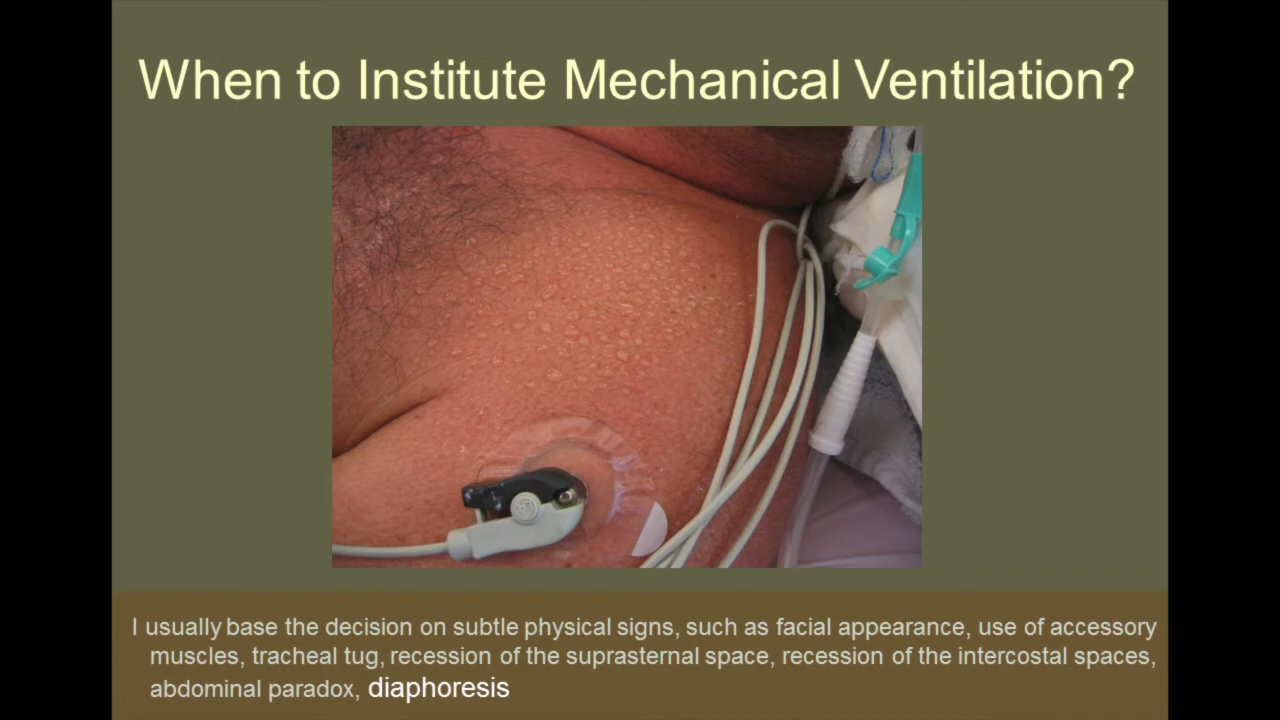 When to Institute Mechanical Ventilation?
I usually base the decision on subtle physical signs, such as facial appearance, use of accessory
muscles, tracheal tug, recession of the suprasternal space, recession of the intercostal spaces,
abdominal paradox, diaphoresis